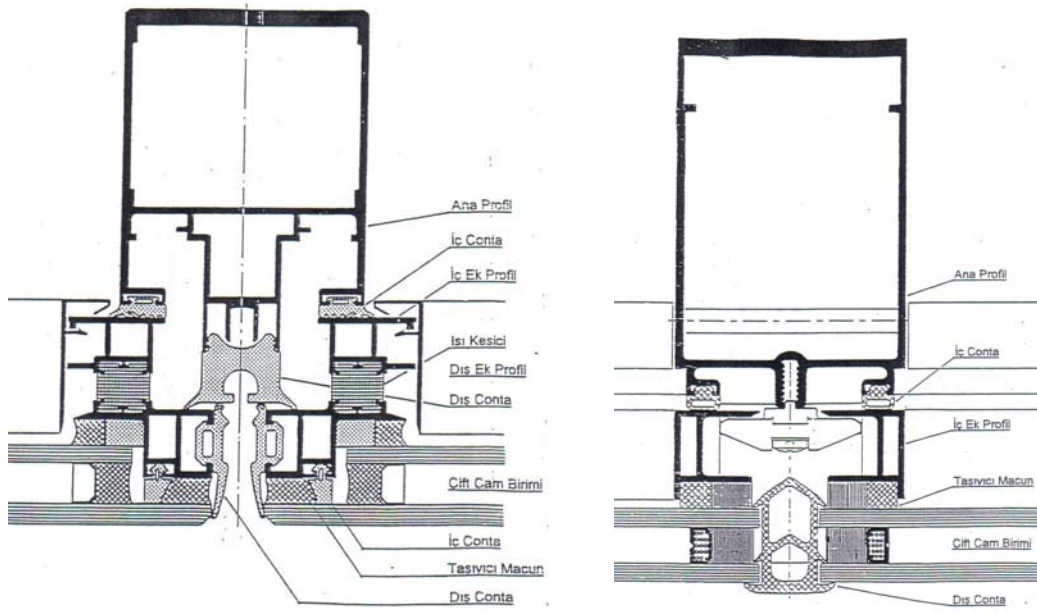 Ana Profil
İç Conta
İç Ek Profil
Isı Kesici
Dış Ek Profil
Dış Conta
Çift Cam Birimi
İç Conta
Taşıyıcı Macun
Dış Conta
Ana Profil
İç Conta
İç Ek Profil
Taşıyıcı Macun
Çift Cam Birimi
Dış Conta